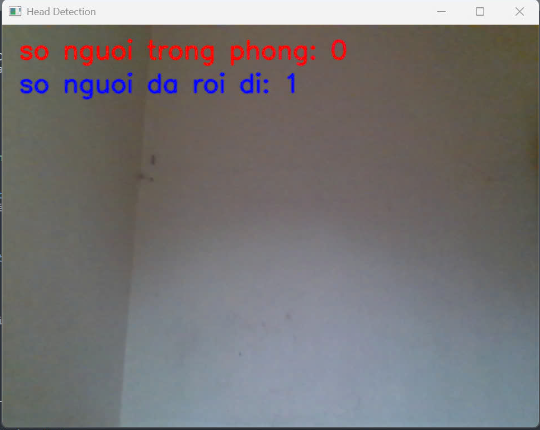 Head Detection
so nguoi trong phong: 0
so nguoi da roi di: 1